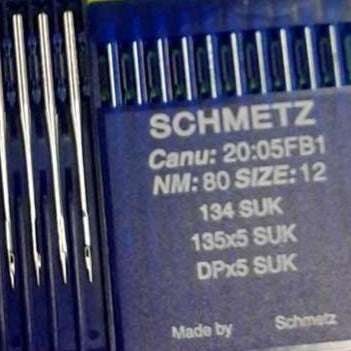 SCHMETZ
Canu: 20:05FB1
NM: 80 SIZE: 12
134 SUK
135x5 SUK
DPx5 SUK
Made by Schmetz